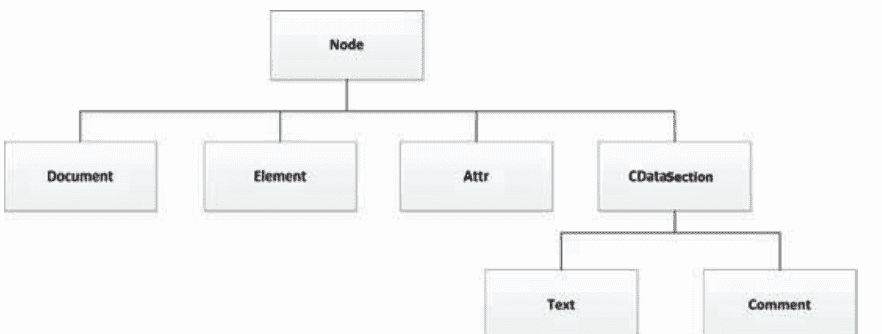 Node
Document
Element
Attr
CDataSection
Text
Comment